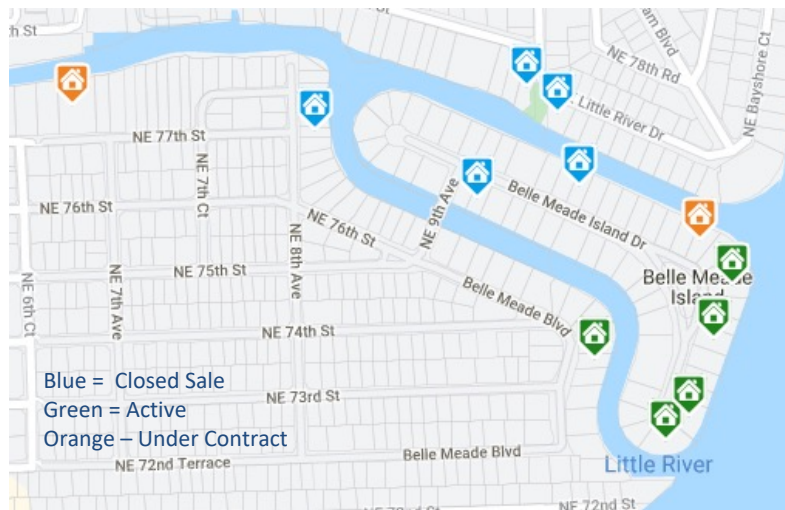 h St
St
am Blvd
NE 78th Rd
NE Bayshore Ct
E Little River Dr
NE 77th St
NE 7th Ct
NE 76th St
NE 9th Ave
Belle Meade Island Dr
NE 76th St
NE 8th Ave
NE 75th St
NE 7th Ave
NE 6th Ct
Belle Meade Blvd
Belle Meade
Island
NE 74th St
Blue = Closed Sale
Green = Active
Orange – Under Contract
NE 73rd St
NE 72nd Terrace
Belle Meade Blvd
Little River
NE 72nd St